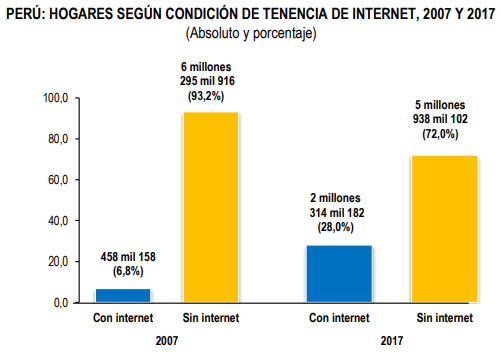 PERÚ: HOGARES SEGÚN CONDICIÓN DE TENENCIA DE INTERNET, 2007 Y 2017
(Absoluto y porcentaje)
6 millones
295 mil 916
(93,2%)
5 millones
938 mil 102
(72,0%)
2 millones
314 mil 182
(28,0%)
458 mil 158
(6,8%)
100,0
80,0
60,0
40,0
20,0
0,0
Con internet Sin internet Con internet Sin internet
2007 2017